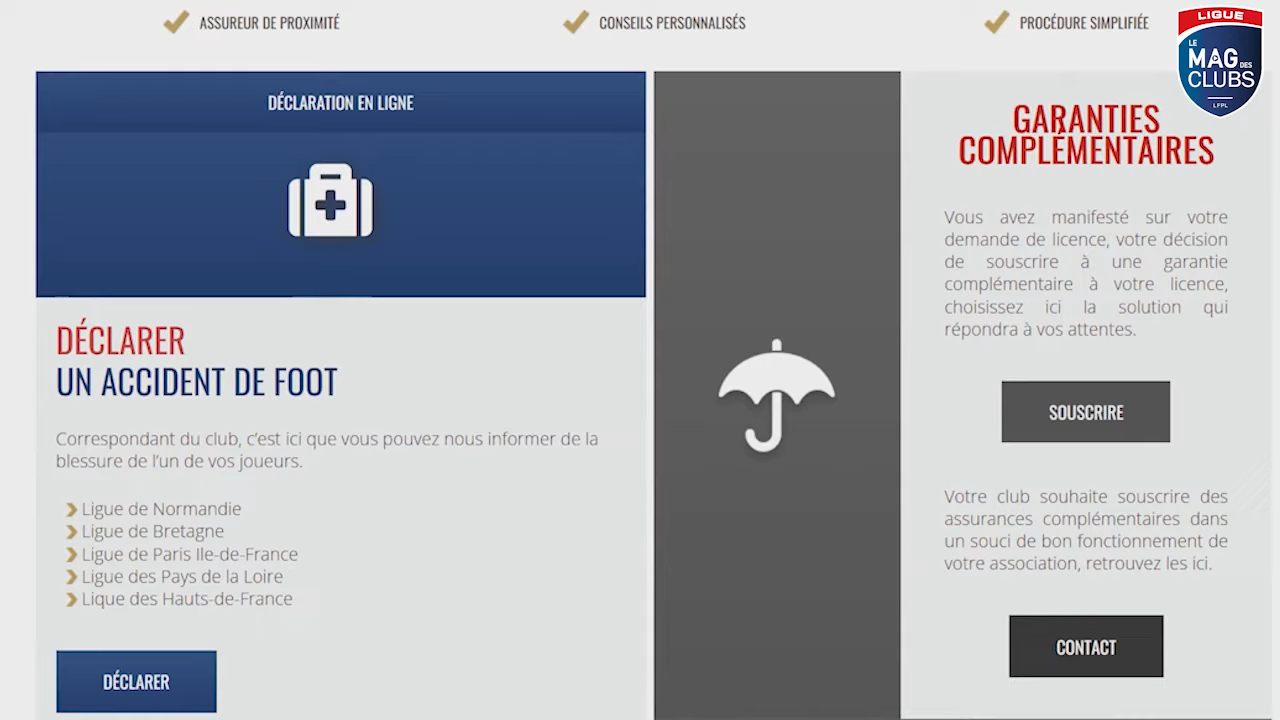 ASSUREUR DE PROXIMITÉ
CONSEILS PERSONNALISÉS
PROCÉDURE SIMPLIFIÉE
LIGUE
LE
MAG DES
CLUBS
LFPL
DÉCLARATION EN LIGNE
DÉCLARER
UN ACCIDENT DE FOOT
Correspondant du club, c’est ici que vous pouvez nous informer de la
blessure de l’un de vos joueurs.
Ligue de Normandie
Ligue de Bretagne
Ligue de Paris Ile-de-France
Ligue des Pays de la Loire
Lique des Hauts-de-France
DÉCLARER
GARANTIES
COMPLÉMENTAIRES
Vous avez manifesté sur votre
demande de licence, votre décision
de souscrire à une garantie
complémentaire à votre licence,
choisissez ici la solution qui
répondra à vos attentes.
SOUSCRIRE
Votre club souhaite souscrire des
assurances complémentaires dans
un souci de bon fonctionnement de
votre association, retrouvez les ici.
CONTACT